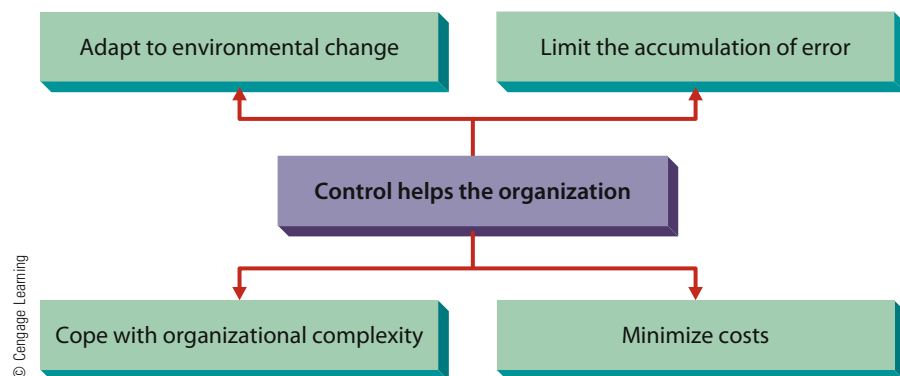 Adapt to environmental change
Limit the accumulation of error
Control helps the organization
Cope with organizational complexity
Minimize costs
© Cengage Learning